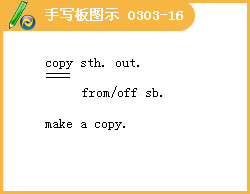 手写板图示 0303-16
copy sth. out.
from/off sb.
make a copy.